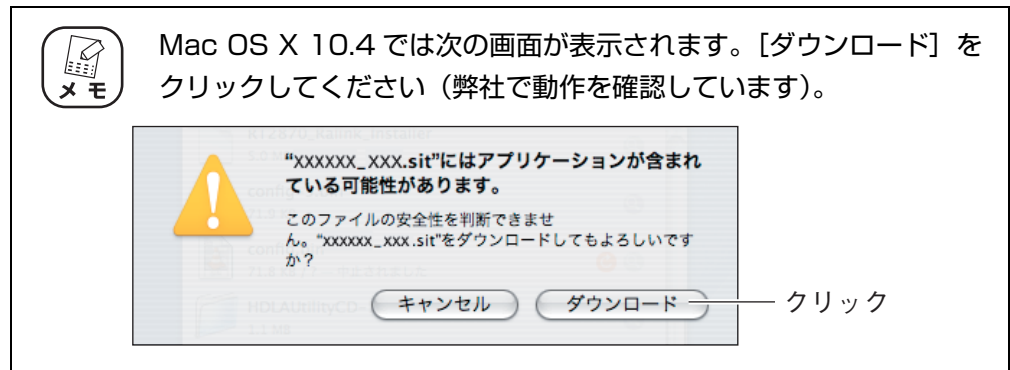 Mac OS X 10.4 では次の画面が表示されます。[ダウンロード] を
メモ
クリックしてください（弊社で動作を確認しています）。
RT2870_Ralink_Installer
“XXXXXX_XXX.sit”にはアプリケーションが含まれ
ている可能性があります。
このファイルの安全性を判断できませ
ん。“XXXXXX_XXX.sit”をダウンロードしてもよろしいです
か？
キャンセル
ダウンロード
クリック